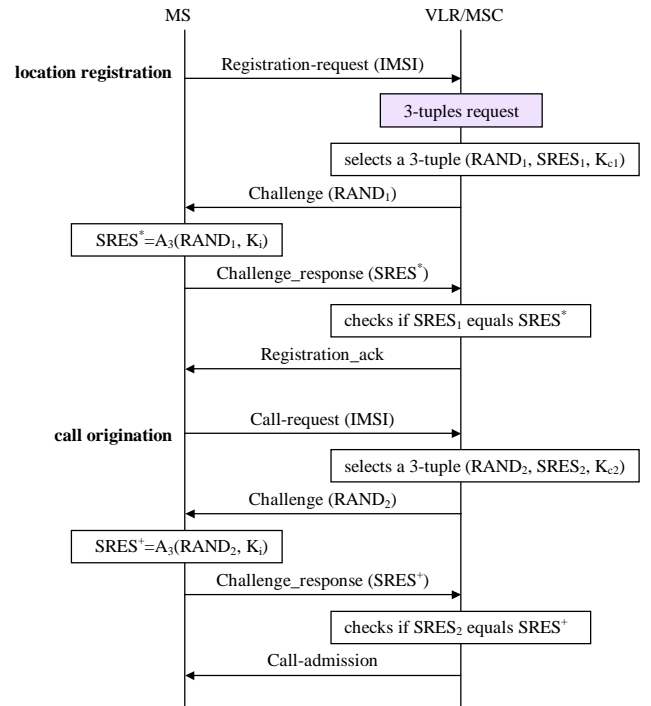 MS
VLR/MSC
location registration
Registration-request (IMSI)
3-tuples request
selects a 3-tuple (RAND₁, SRES₁, K꜀₁)
Challenge (RAND₁)
SRES*=A₃(RAND₁, Kᵢ)
Challenge_response (SRES*)
checks if SRES₁ equals SRES*
Registration_ack
call origination
Call-request (IMSI)
selects a 3-tuple (RAND₂, SRES₂, K꜀₂)
Challenge (RAND₂)
SRES⁺=A₃(RAND₂, Kᵢ)
Challenge_response (SRES⁺)
checks if SRES₂ equals SRES⁺
Call-admission